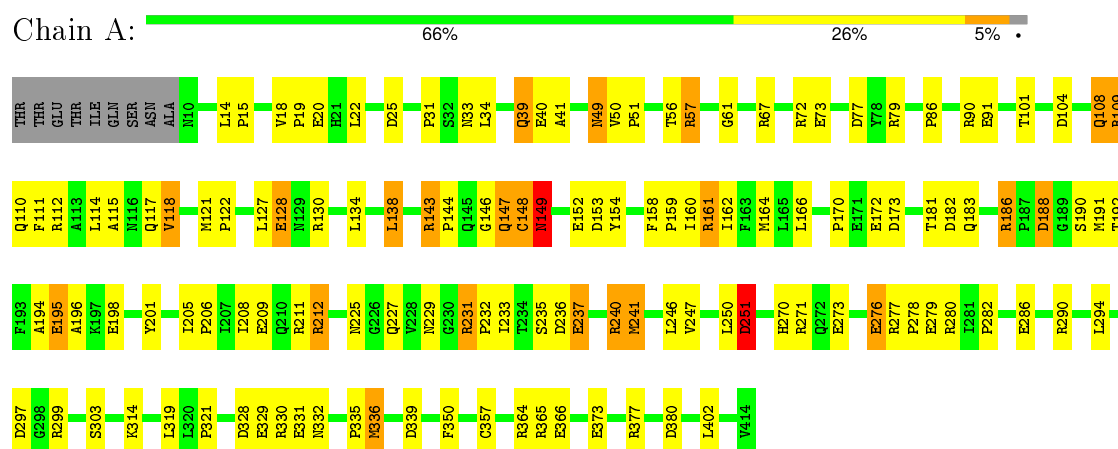 Chain A:
66% 26% 5% •
THR THR GLU THR ILE GLN SER ASN ALA N10 L14 P15 V18 P19 E20 H21 L22 D25 P31 S32 N33 L34 Q39 E40 A41 N49 V50 P51 T56 R57 G61 R67 R72 E73 D77 Y78 R79 P86 R90 E91 T101 D104 Q108 R109
Q110 F111 R112 A113 L114 A115 N116 Q117 V118 M121 P122 L127 E128 N129 R130 L134 L138 R143 P144 Q145 G146 Q147 C148 N149 E152 D153 Y154 F158 P159 I160 R161 I162 F163 M164 L165 L166 P170 E171 E172 D173 T181 D182 Q183 R186 P187 D188 G189 S190 M191 T192
F193 A194 E195 A196 K197 E198 Y201 I205 P206 I207 I208 E209 Q210 R211 R212 N225 G226 Q227 V228 N229 G230 R231 P232 I233 T234 S235 D236 E237 R240 M241 L246 V247 L250 D251 H270 R271 Q272 E273 E276 R277 P278 E279 R280 I281 P282 E286 R290 L294
D297 G298 R299 S303 K314 L319 L320 P321 D328 E329 R330 E331 N332 P335 M336 D339 F350 C357 R364 R365 E366 E373 R377 D380 L402 V414